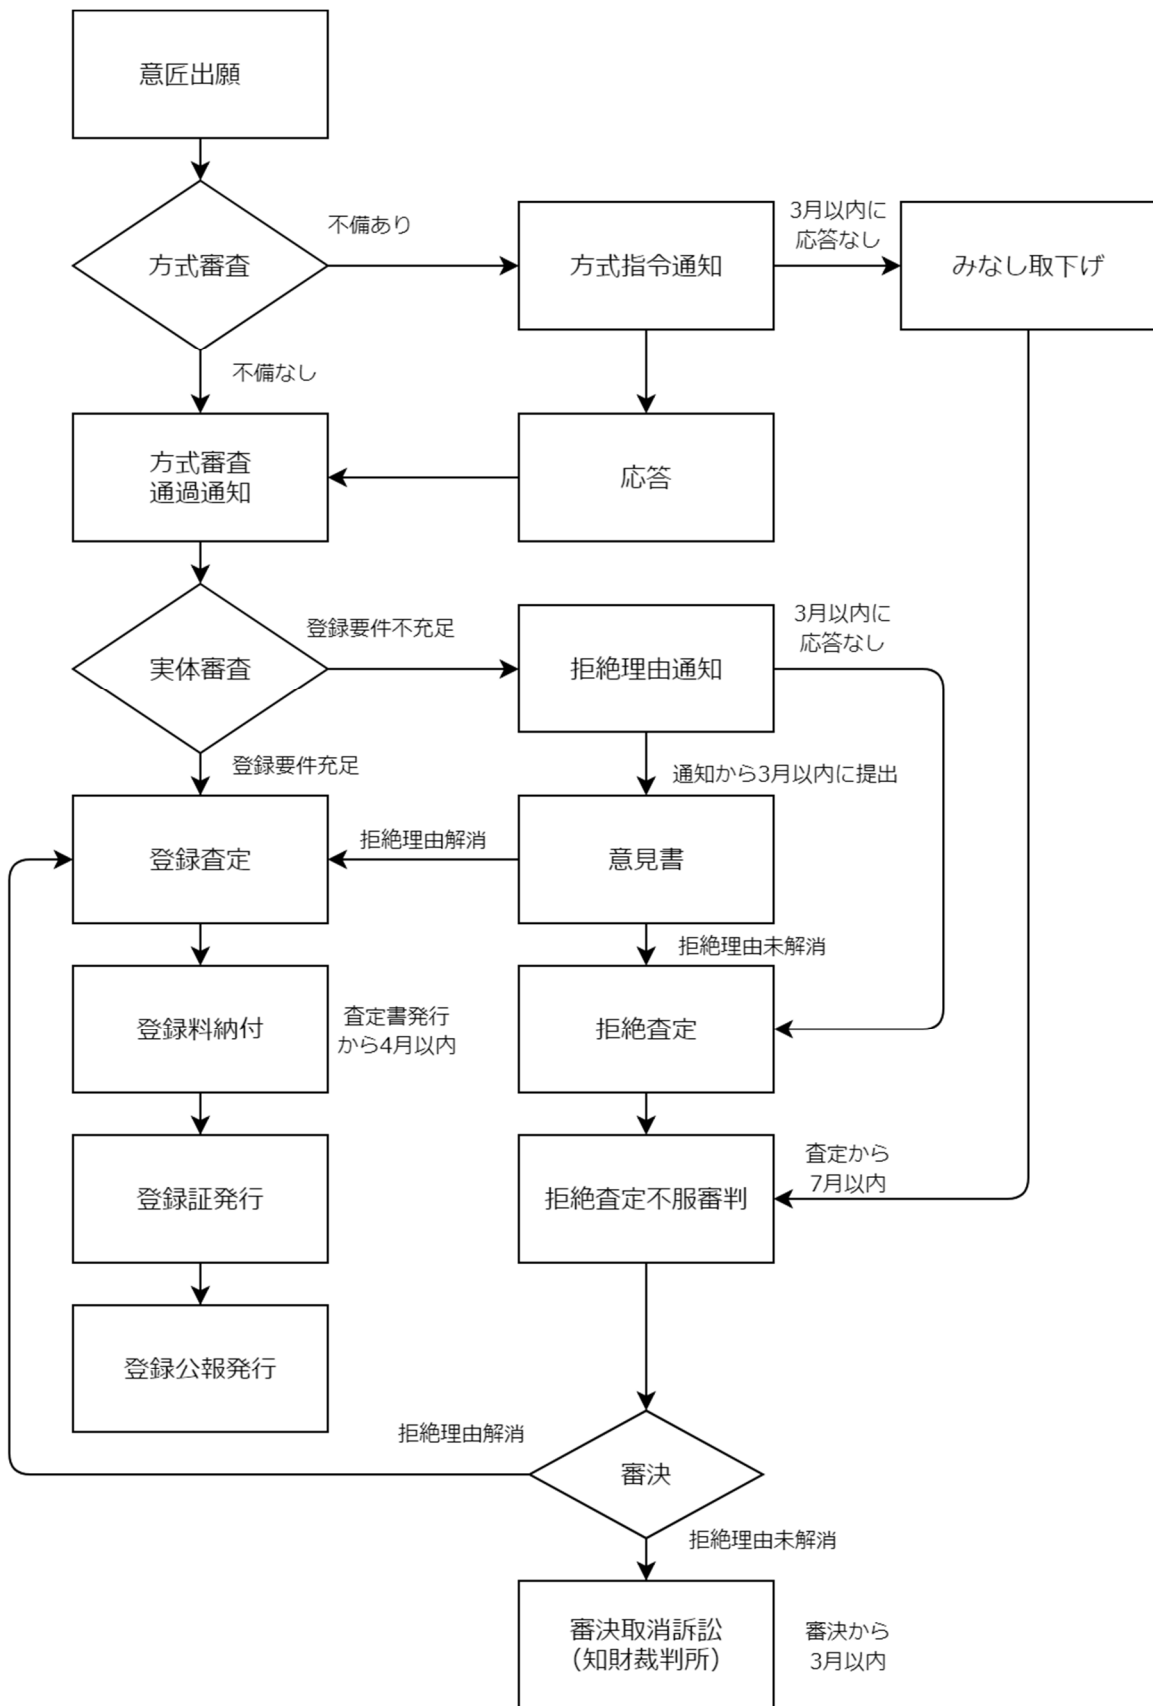 意匠出願
方式審査
不備あり
方式指令通知
3月以内に
応答なし
みなし取下げ
不備なし
方式審査
通過通知
応答
実体審査
登録要件不充足
拒絶理由通知
3月以内に
応答なし
登録要件充足
通知から3月以内に提出
登録査定
拒絶理由解消
意見書
拒絶理由未解消
登録料納付
査定書発行
から4月以内
拒絶査定
登録証発行
拒絶査定不服審判
査定から
7月以内
登録公報発行
拒絶理由解消
審決
拒絶理由未解消
審決取消訴訟
（知財裁判所）
審決から
3月以内